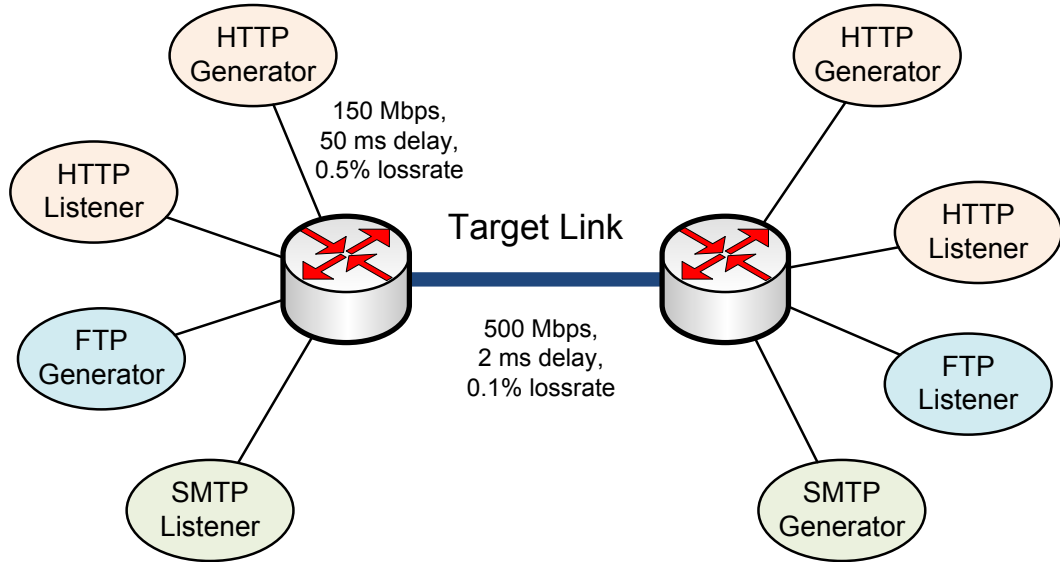 HTTP
Generator
HTTP
Generator
150 Mbps,
50 ms delay,
0.5% lossrate
HTTP
Listener
Target Link
HTTP
Listener
FTP
Generator
500 Mbps,
2 ms delay,
0.1% lossrate
FTP
Listener
SMTP
Listener
SMTP
Generator